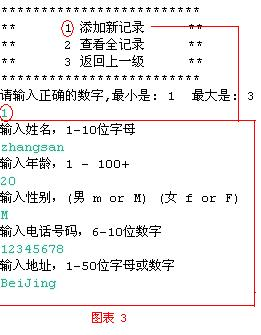 *************************
** 1 添加新记录 **
** 2 查看全记录 **
** 3 返回上一级 **
*************************
请输入正确的数字,最小是: 1 最大是: 3
1
输入姓名, 1-10位字母
zhangsan
输入年龄, 1 - 100+
20
输入性别, (男 m or M) (女 f or F)
M
输入电话号码, 6-10位数字
12345678
输入地址, 1-50位字母或数字
BeiJing
图表 3